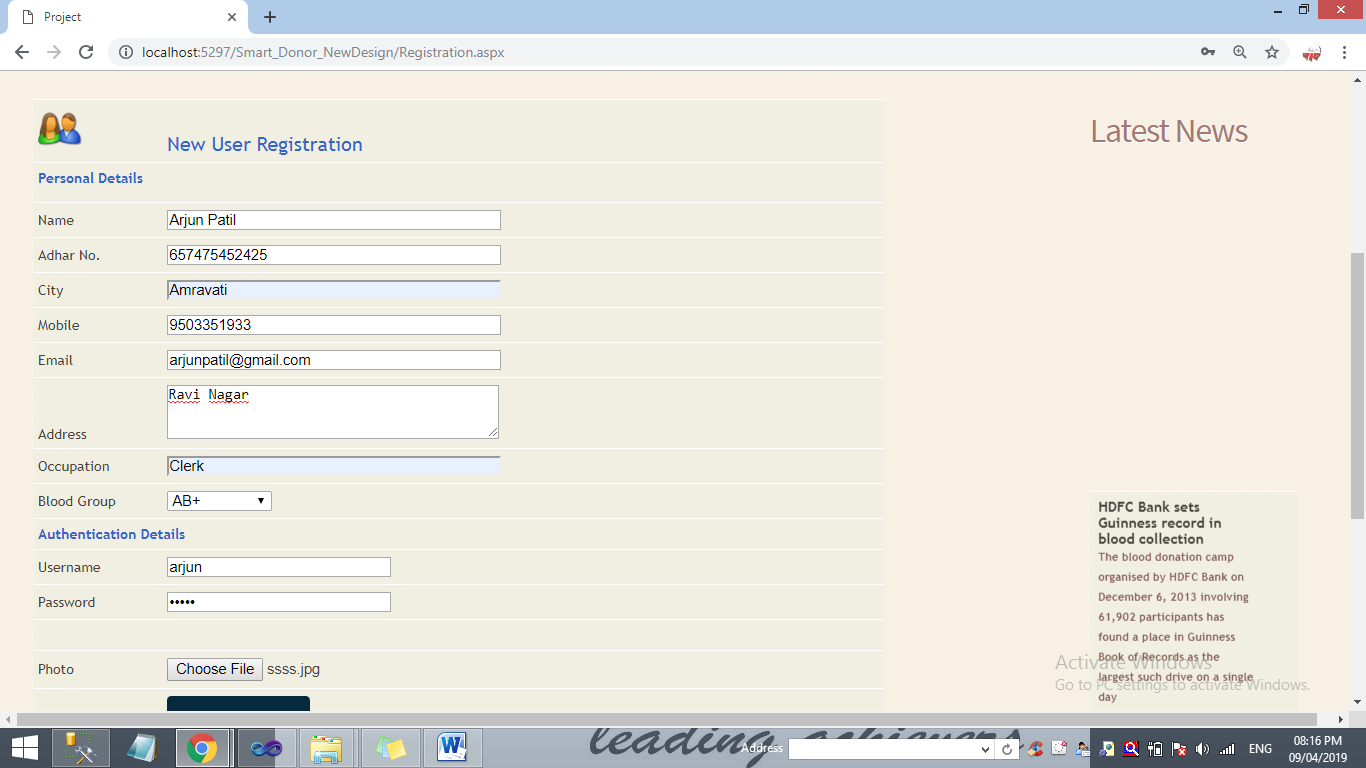 Project
localhost:5297/Smart_Donor_NewDesign/Registration.aspx
New User Registration
Personal Details
Name Arjun Patil
Adhar No. 657475452425
City Amravati
Mobile 9503351933
Email arjunpatil@gmail.com
Address Ravi Nagar
Occupation Clerk
Blood Group AB+
Authentication Details
Username arjun
Password •••••
Photo Choose File ssss.jpg
Latest News
HDFC Bank sets
Guinness record in
blood collection
The blood donation camp
organised by HDFC Bank on
December 6, 2013 involving
61,902 participants has
found a place in Guinness
Book of Records as the
largest such drive on a single
day
Activate Windows
Go to PC settings to activate Windows.
leading achievers
Address
ENG
08:16 PM
09/04/2019